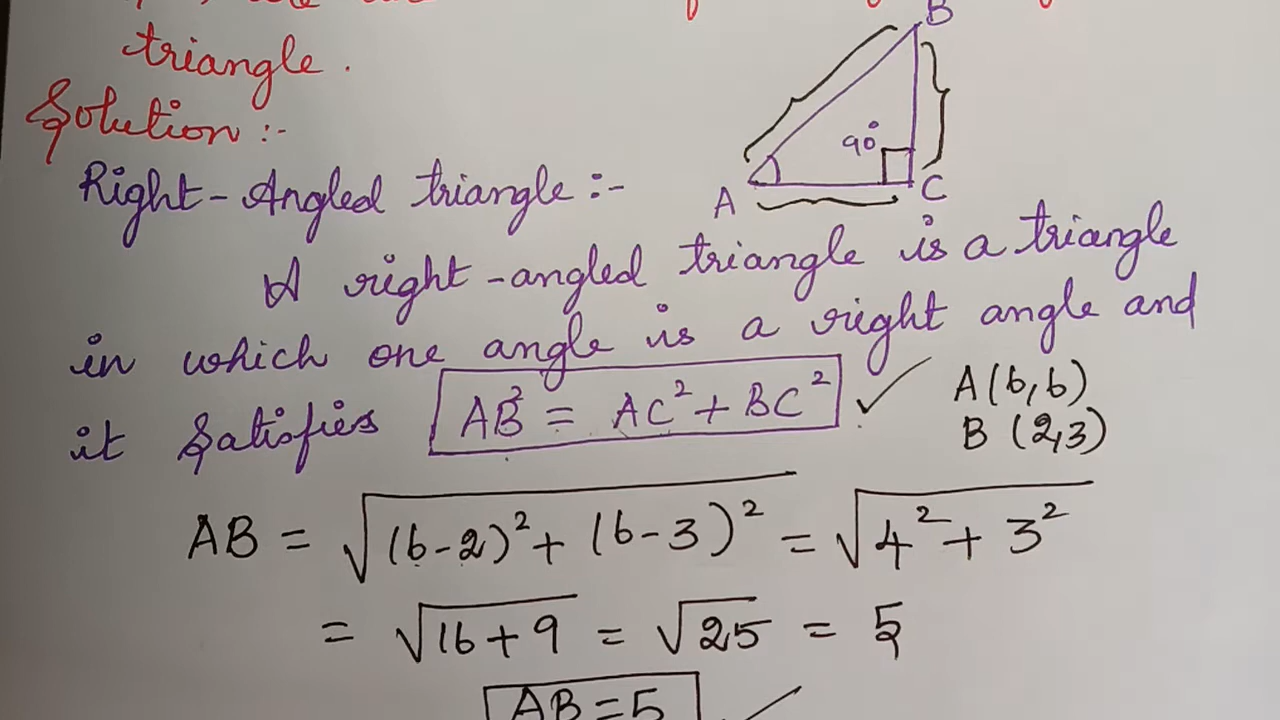 triangle.
B
Solution :-
90°
Right-Angled triangle :-
A
C
A right-angled triangle is a triangle
in which one angle is a right angle and
it satisfies AB² = AC² + BC² ✓
A(6,6)
B (2,3)
AB = √(6-2)² + (6-3)² = √4² + 3²
= √16+9 = √25 = 5
AB = 5